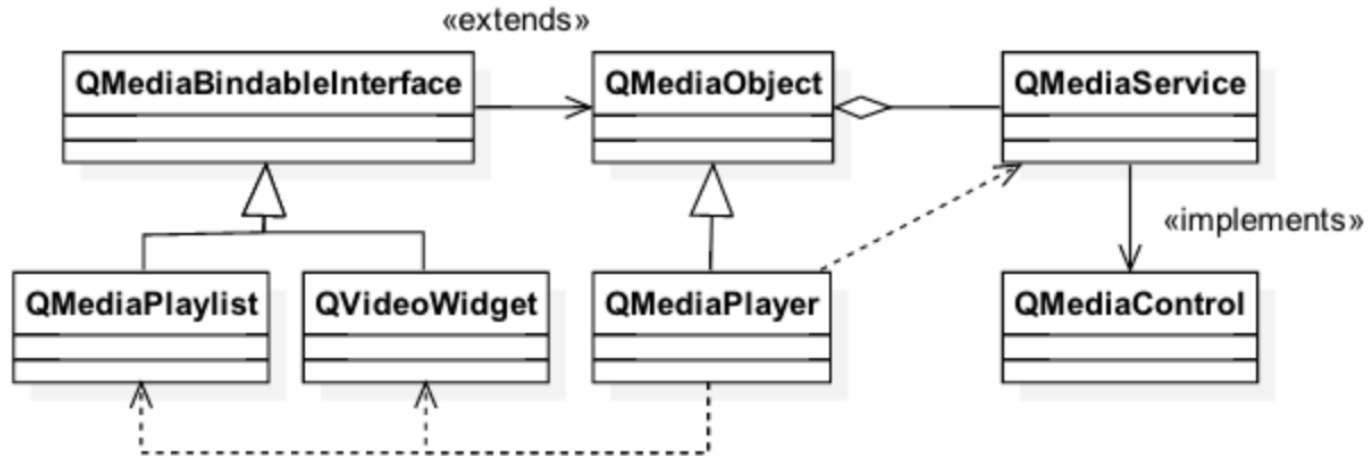 «extends»
QMediaBindableInterface
QMediaObject
QMediaService
«implements»
QMediaPlaylist
QVideoWidget
QMediaPlayer
QMediaControl